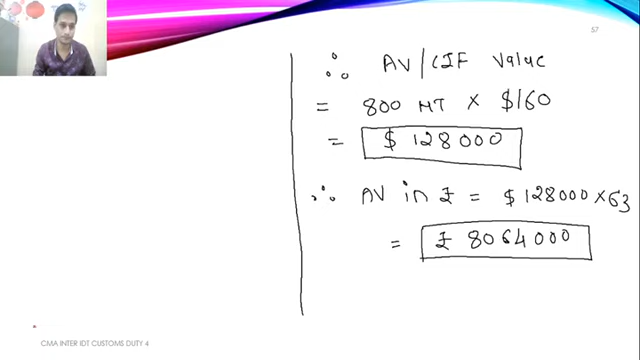 57
∴ AV/CIF Value
= 800 MT × $160
= $ 128000
∴ AV in ₹ = $128000 × 63
= ₹ 8064000
CMA INTER IDT CUSTOMS DUTY 4